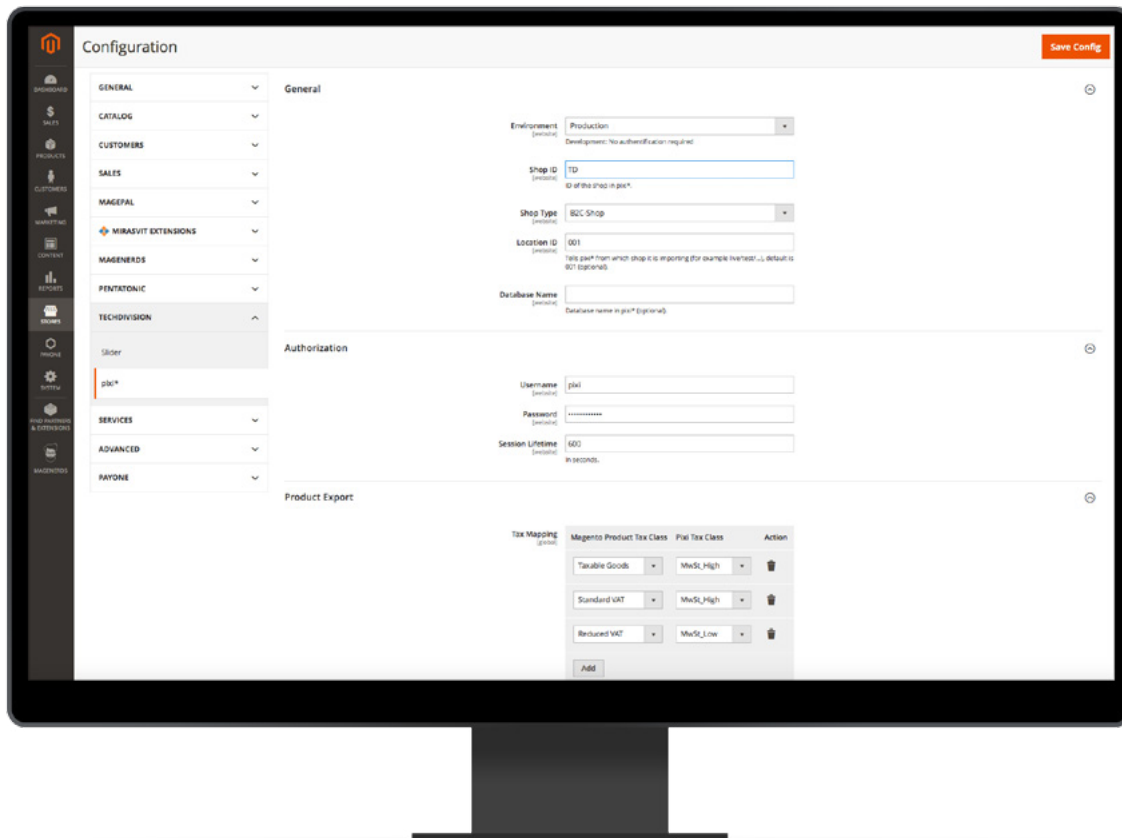 Configuration
Save Config
DASHBOARD
SALES
PRODUCTS
CUSTOMERS
MARKETING
CONTENT
REPORTS
STORES
PAYONE
SYSTEM
FIND PARTNERS
& EXTENSIONS
MAGENERDS
GENERAL
CATALOG
CUSTOMERS
SALES
MAGEPAL
MIRASVIT EXTENSIONS
MAGENERDS
PENTATONIC
TECHDIVISION
Slider
pixi*
SERVICES
ADVANCED
PAYONE
General
Environment
[website]
Production
Development: No authentification required
Shop ID
[website]
TD
ID of the shop in pixi*.
Shop Type
[website]
B2C-Shop
Location ID
[website]
001
Tells pixi* from which shop it is importing (for example live/test/...), default is
001 (optional).
Database Name
[website]
Database name in pixi* (optional).
Authorization
Username
[website]
pixi
Password
[website]
••••••••••••
Session Lifetime
[website]
600
In seconds.
Product Export
Tax Mapping
[global]
Magento Product Tax Class Pixi Tax Class Action
Taxable Goods MwSt_High
Standard VAT MwSt_High
Reduced VAT MwSt_Low
Add